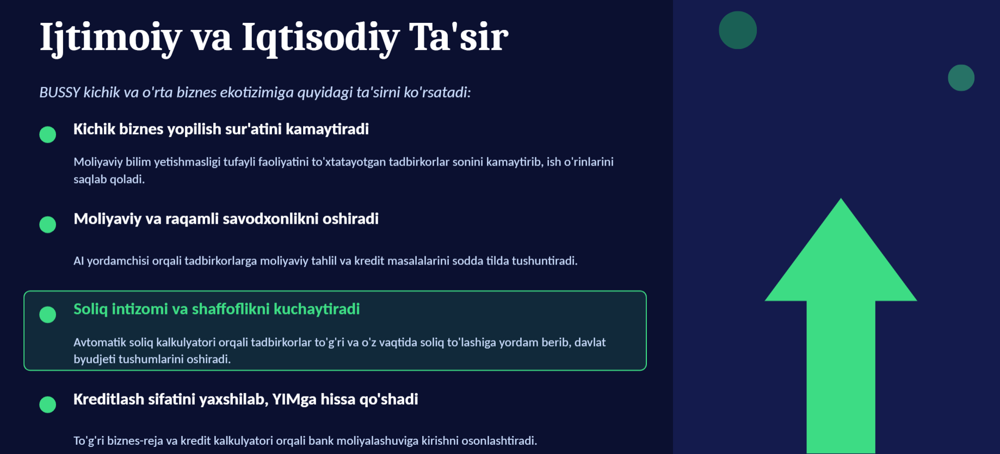 Ijtimoiy va Iqtisodiy Ta'sir
BUSSY kichik va o'rta biznes ekotizimiga quyidagi ta'sirni ko'rsatadi:
Kichik biznes yopilish sur'atini kamaytiradi
Moliyaviy bilim yetishmasligi tufayli faoliyatini to'xtatayotgan tadbirkorlar sonini kamaytirib, ish o'rinlarini
saqlab qoladi.
Moliyaviy va raqamli savodxonlikni oshiradi
AI yordamchisi orqali tadbirkorlarga moliyaviy tahlil va kredit masalalarini sodda tilda tushuntiradi.
Soliq intizomi va shaffoflikni kuchaytiradi
Avtomatik soliq kalkulyatori orqali tadbirkorlar to'g'ri va o'z vaqtida soliq to'lashiga yordam berib, davlat
byudjeti tushumlarini oshiradi.
Kreditlash sifatini yaxshilab, YIMga hissa qo'shadi
To'g'ri biznes-reja va kredit kalkulyatori orqali bank moliyalashuviga kirishni osonlashtiradi.